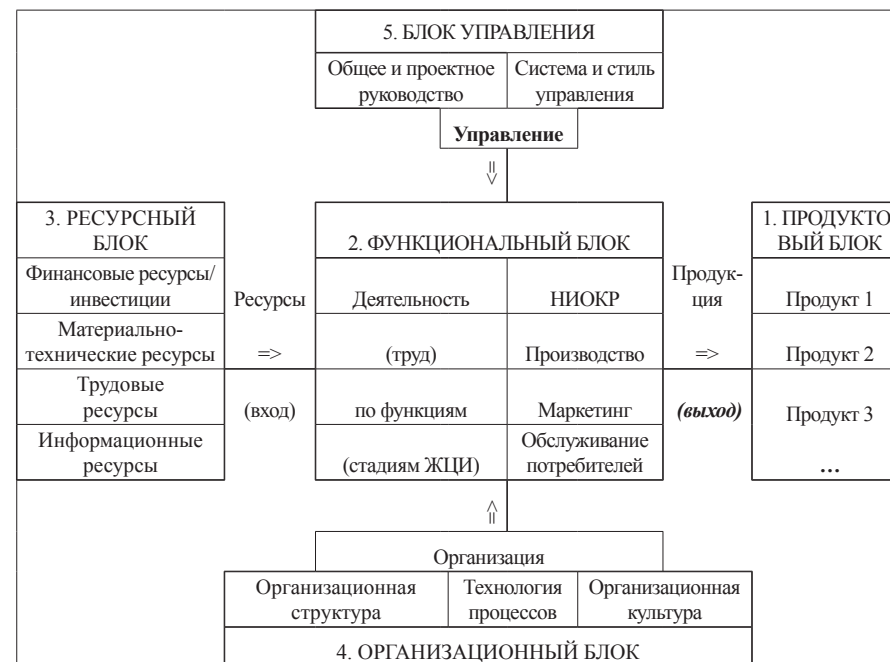 5. БЛОК УПРАВЛЕНИЯ
Общее и проектное
руководство
Система и стиль
управления
Управление
=>
3. РЕСУРСНЫЙ
БЛОК
2. ФУНКЦИОНАЛЬНЫЙ БЛОК
1. ПРОДУКТО
ВЫЙ БЛОК
Финансовые ресурсы/
инвестиции
Ресурсы
Деятельность
НИОКР
Продук-
ция
Продукт 1
Материально-
технические ресурсы
=>
(труд)
Производство
=>
Продукт 2
Трудовые
ресурсы
(вход)
по функциям
Маркетинг
(выход)
Продукт 3
Информационные
ресурсы
(стадиям ЖЦИ)
Обслуживание
потребителей
...
=>
Организация
Организационная
структура
Технология
процессов
Организационная
культура
4. ОРГАНИЗАЦИОННЫЙ БЛОК